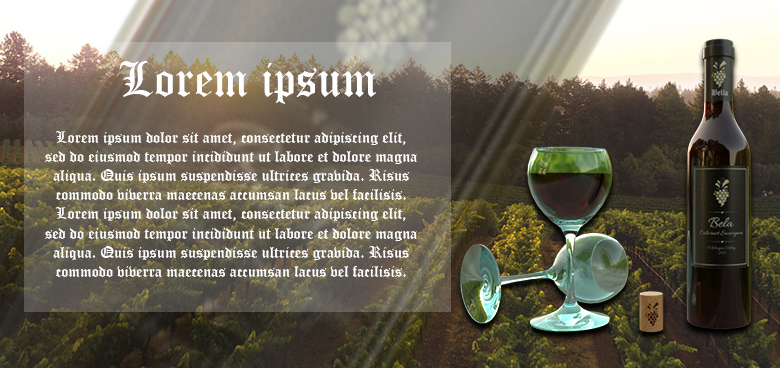 Lorem ipsum
Lorem ipsum dolor sit amet, consectetur adipiscing elit,
sed do eiusmod tempor incididunt ut labore et dolore magna
aliqua. Quis ipsum suspendisse ultrices gravida. Risus
commodo viverra maecenas accumsan lacus vel facilisis.
Lorem ipsum dolor sit amet, consectetur adipiscing elit,
sed do eiusmod tempor incididunt ut labore et dolore magna
aliqua. Quis ipsum suspendisse ultrices gravida. Risus
commodo viverra maecenas accumsan lacus vel facilisis.
Bella
Bela
Cabernet Sauvignon